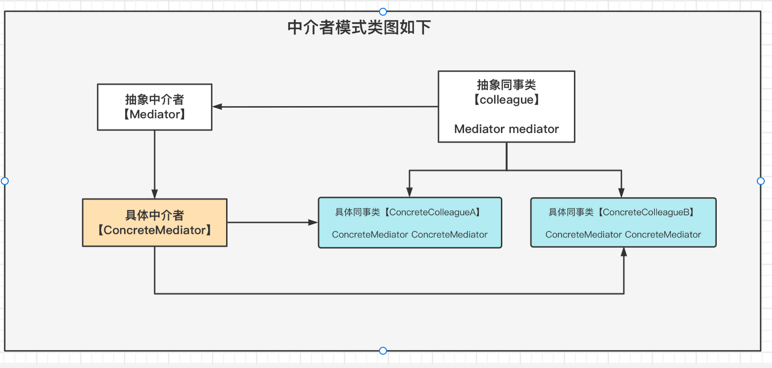 中介者模式类图如下
抽象中介者
【Mediator】
抽象同事类
【colleague】
Mediator mediator
具体中介者
【ConcreteMediator】
具体同事类【ConcreteColleagueA】
ConcreteMediator ConcreteMediator
具体同事类【ConcreteColleagueB】
ConcreteMediator ConcreteMediator